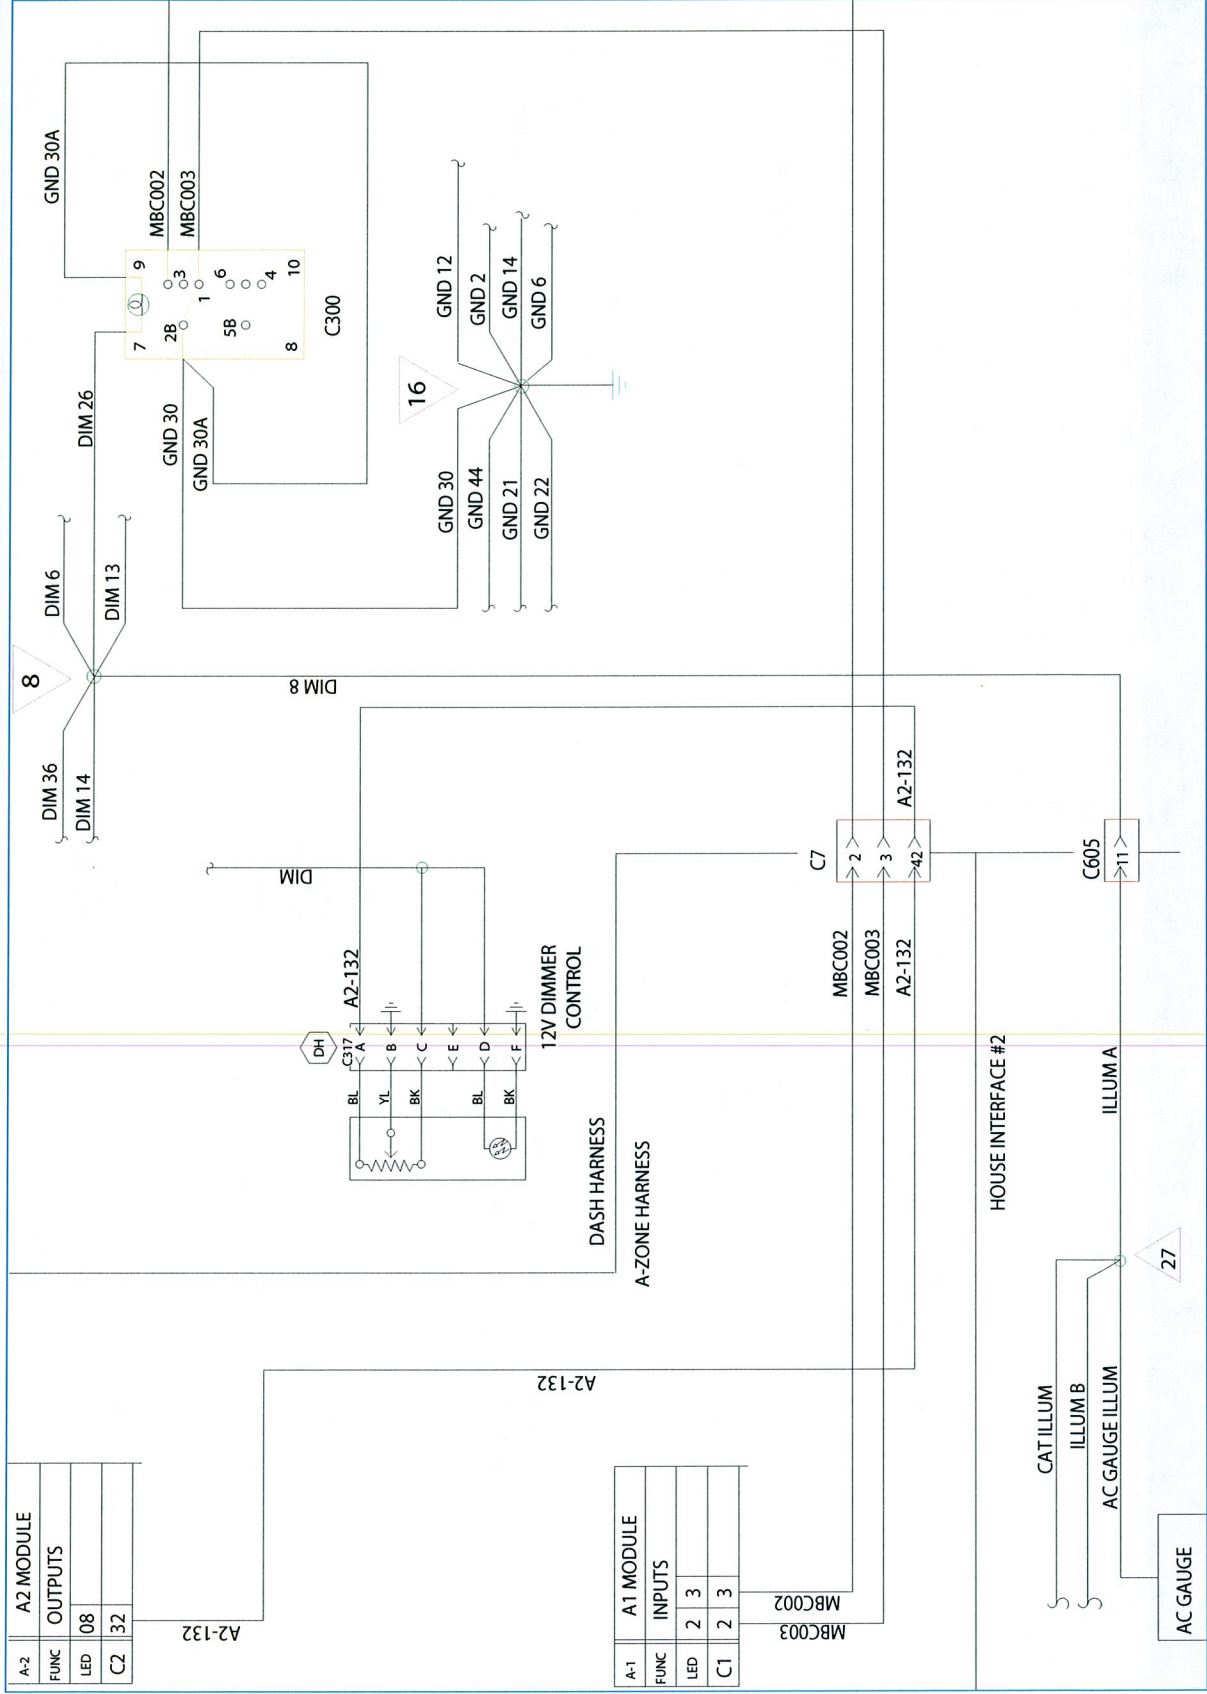 A-2
A2 MODULE
FUNC
OUTPUTS
LED
08
C2
32
A2-132
A2-132
A-1
A1 MODULE
FUNC
INPUTS
LED
2
3
C1
2
3
MBC002
MBC003
DASH HARNESS
A-ZONE HARNESS
DH
C317
A
B
C
E
D
F
BL
YL
BK
BL
BK
A2-132
12V DIMMER
CONTROL
DIM
8
DIM 36
DIM 14
DIM 6
DIM 13
DIM 26
DIM 8
GND 30A
MBC002
MBC003
7
9
2B
3
1
6
5B
4
8
10
C300
GND 30
GND 30A
16
GND 30
GND 44
GND 21
GND 22
GND 12
GND 2
GND 14
GND 6
C7
2
3
42
MBC002
MBC003
A2-132
A2-132
HOUSE INTERFACE #2
C605
11
ILLUM A
27
CAT ILLUM
ILLUM B
AC GAUGE ILLUM
AC GAUGE